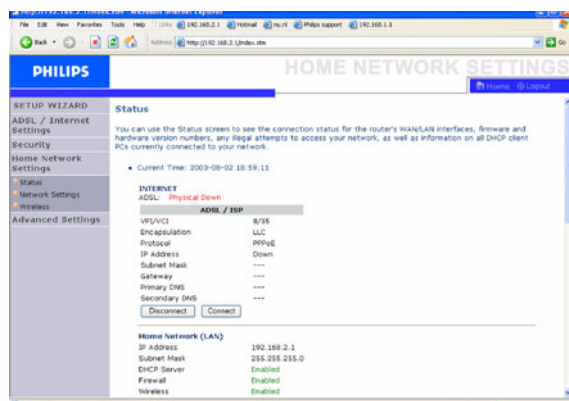 File Edit View Favorites Tools Help Links 192.168.2.1 Hotmail nu.nl Philips support 192.168.1.1
Back Address http://192.168.2.1/index.stm Go
PHILIPS
HOME NETWORK SETTINGS
Home Logout
SETUP WIZARD
ADSL / Internet Settings
Security
Home Network Settings
Status
Network Settings
Wireless
Advanced Settings
Status
You can use the Status screen to see the connection status for the router's WAN/LAN interfaces, firmware and
hardware version numbers, any illegal attempts to access your network, as well as information on all DHCP client
PCs currently connected to your network.
Current Time: 2003-08-02 18:59:11
INTERNET
ADSL: Physical Down
ADSL / ISP
VPI/VCI 8/35
Encapsulation LLC
Protocol PPPoE
IP Address Down
Subnet Mask ---
Gateway ---
Primary DNS ---
Secondary DNS ---
Disconnect Connect
Home Network (LAN)
IP Address 192.168.2.1
Subnet Mask 255.255.255.0
DHCP Server Enabled
Firewall Enabled
Wireless Enabled